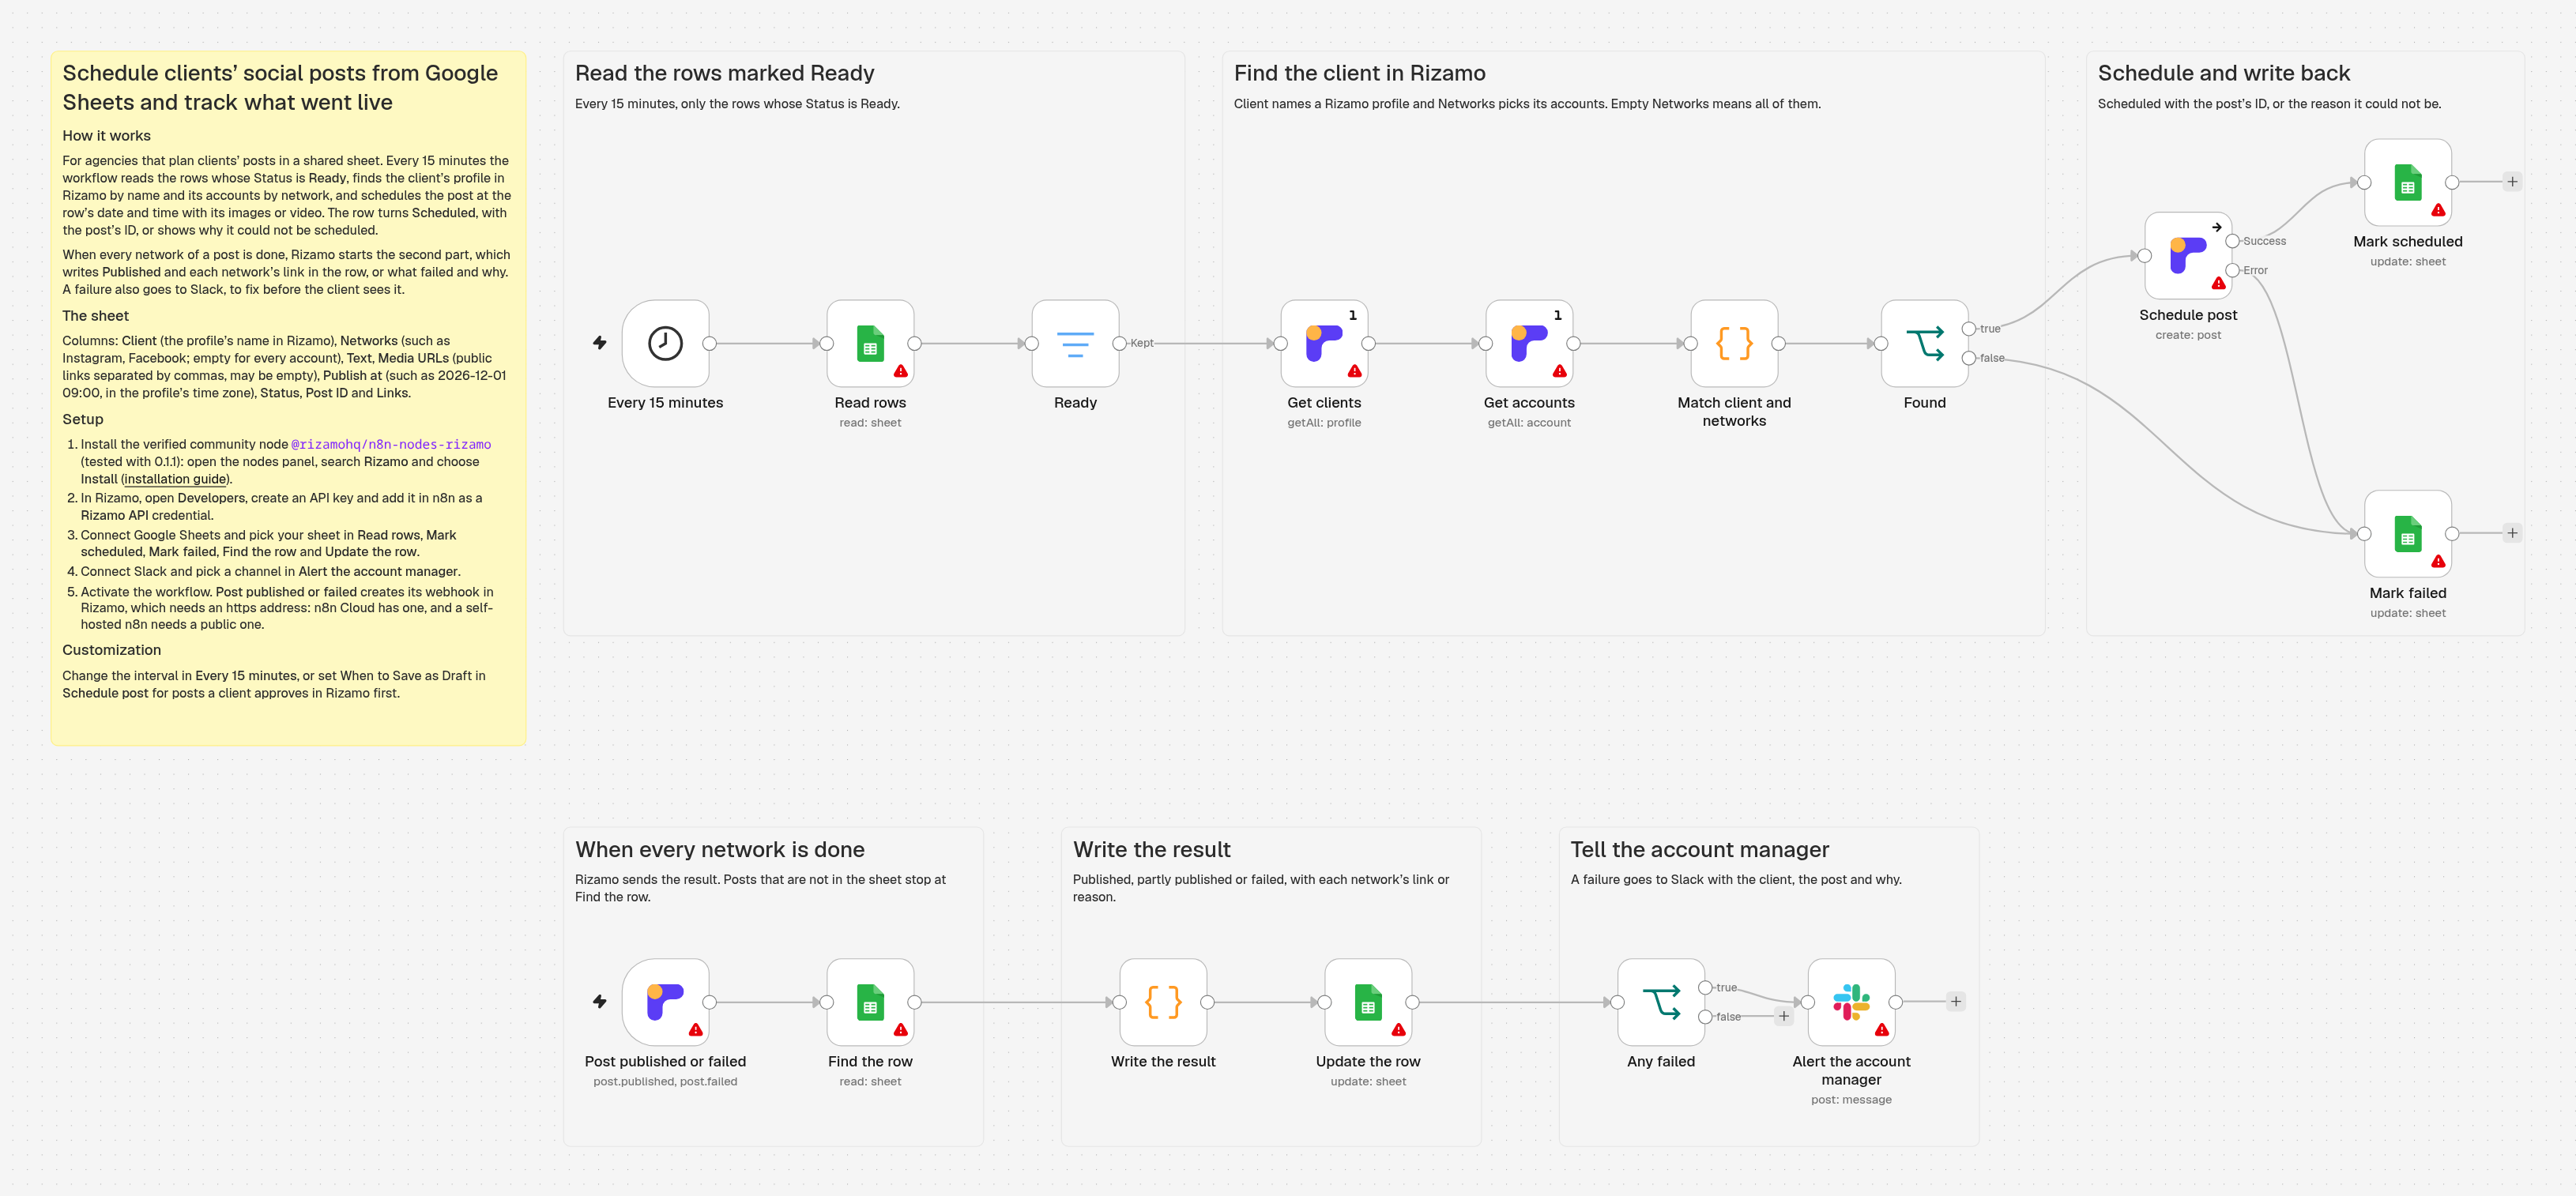 Schedule clients’ social posts from Google
Sheets and track what went live
How it works
For agencies that plan clients’ posts in a shared sheet. Every 15 minutes the
workflow reads the rows whose Status is Ready, finds the client’s profile in
Rizamo by name and its accounts by network, and schedules the post at the
row’s date and time with its images or video. The row turns Scheduled, with
the post’s ID, or shows why it could not be scheduled.
When every network of a post is done, Rizamo starts the second part, which
writes Published and each network’s link in the row, or what failed and why.
A failure also goes to Slack, to fix before the client sees it.
The sheet
Columns: Client (the profile’s name in Rizamo), Networks (such as
Instagram, Facebook; empty for every account), Text, Media URLs (public
links separated by commas, may be empty), Publish at (such as 2026-12-01
09:00, in the profile’s time zone), Status, Post ID and Links.
Setup
1. Install the verified community node @rizamohq/n8n-nodes-rizamo
(tested with 0.1.1): open the nodes panel, search Rizamo and choose
Install (installation guide).
2. In Rizamo, open Developers, create an API key and add it in n8n as a
Rizamo API credential.
3. Connect Google Sheets and pick your sheet in Read rows, Mark
scheduled, Mark failed, Find the row and Update the row.
4. Connect Slack and pick a channel in Alert the account manager.
5. Activate the workflow. Post published or failed creates its webhook in
Rizamo, which needs an https address: n8n Cloud has one, and a self-
hosted n8n needs a public one.
Customization
Change the interval in Every 15 minutes, or set When to Save as Draft in
Schedule post for posts a client approves in Rizamo first.
Read the rows marked Ready
Every 15 minutes, only the rows whose Status is Ready.
Every 15 minutes
Read rows
read: sheet
Ready
Kept
Find the client in Rizamo
Client names a Rizamo profile and Networks picks its accounts. Empty Networks means all of them.
1
Get clients
getAll: profile
1
Get accounts
getAll: account
Match client and
networks
Found
true
false
Schedule and write back
Scheduled with the post’s ID, or the reason it could not be.
Schedule post
create: post
Success
Error
Mark scheduled
update: sheet
Mark failed
update: sheet
When every network is done
Rizamo sends the result. Posts that are not in the sheet stop at
Find the row.
Post published or failed
post.published, post.failed
Find the row
read: sheet
Write the result
Published, partly published or failed, with each network’s link or
reason.
Write the result
Update the row
update: sheet
Tell the account manager
A failure goes to Slack with the client, the post and why.
Any failed
true
false
Alert the account
manager
post: message